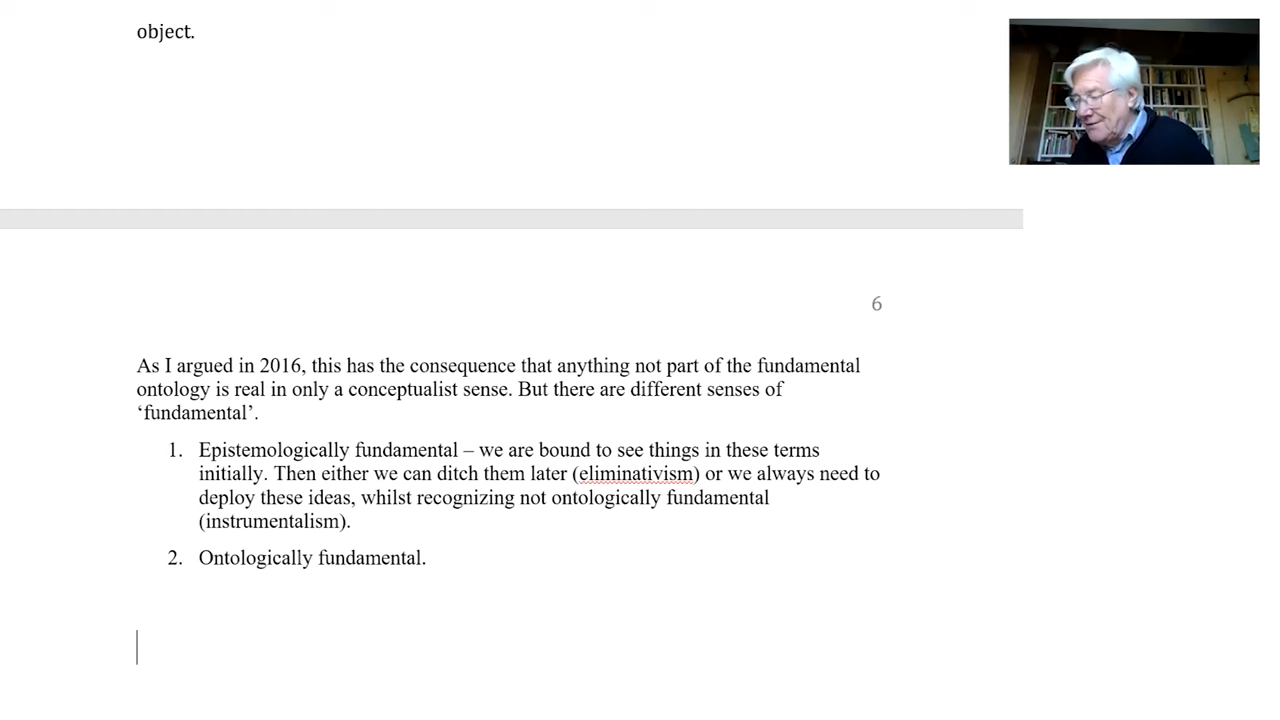 object.
6
As I argued in 2016, this has the consequence that anything not part of the fundamental
ontology is real in only a conceptualist sense. But there are different senses of
‘fundamental’.
1. Epistemologically fundamental – we are bound to see things in these terms
initially. Then either we can ditch them later (eliminativism) or we always need to
deploy these ideas, whilst recognizing not ontologically fundamental
(instrumentalism).
2. Ontologically fundamental.